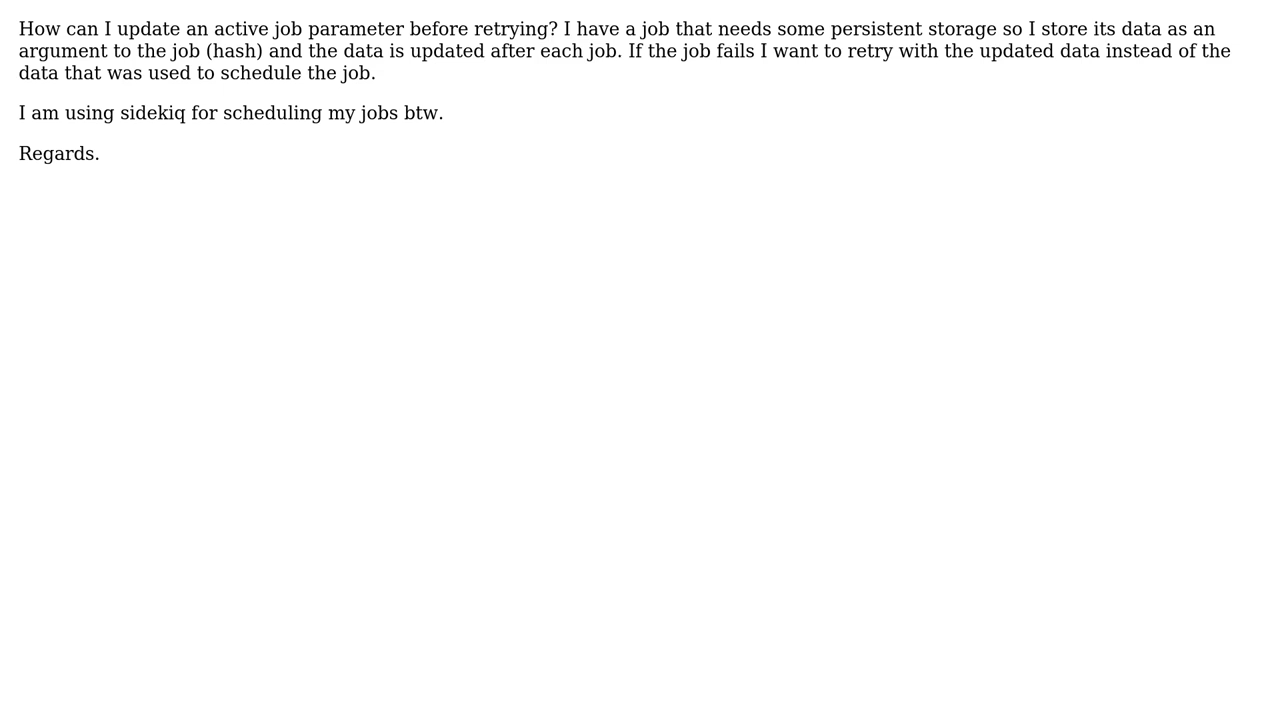 How can I update an active job parameter before retrying? I have a job that needs some persistent storage so I store its data as an
argument to the job (hash) and the data is updated after each job. If the job fails I want to retry with the updated data instead of the
data that was used to schedule the job.
I am using sidekiq for scheduling my jobs btw.
Regards.